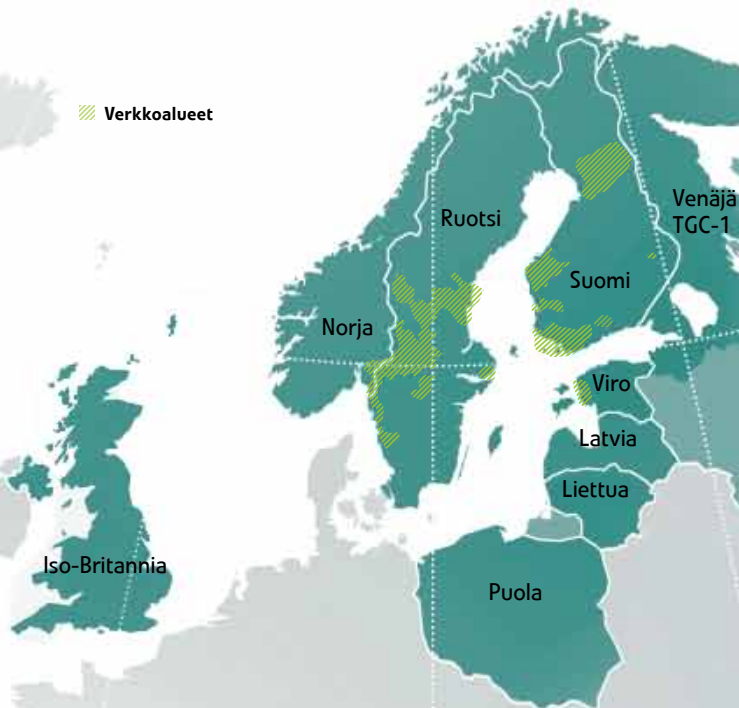 Verkkoalueet
Venäjä
TGC-1
Ruotsi
Suomi
Norja
Viro
Latvia
Liettua
Iso-Britannia
Puola